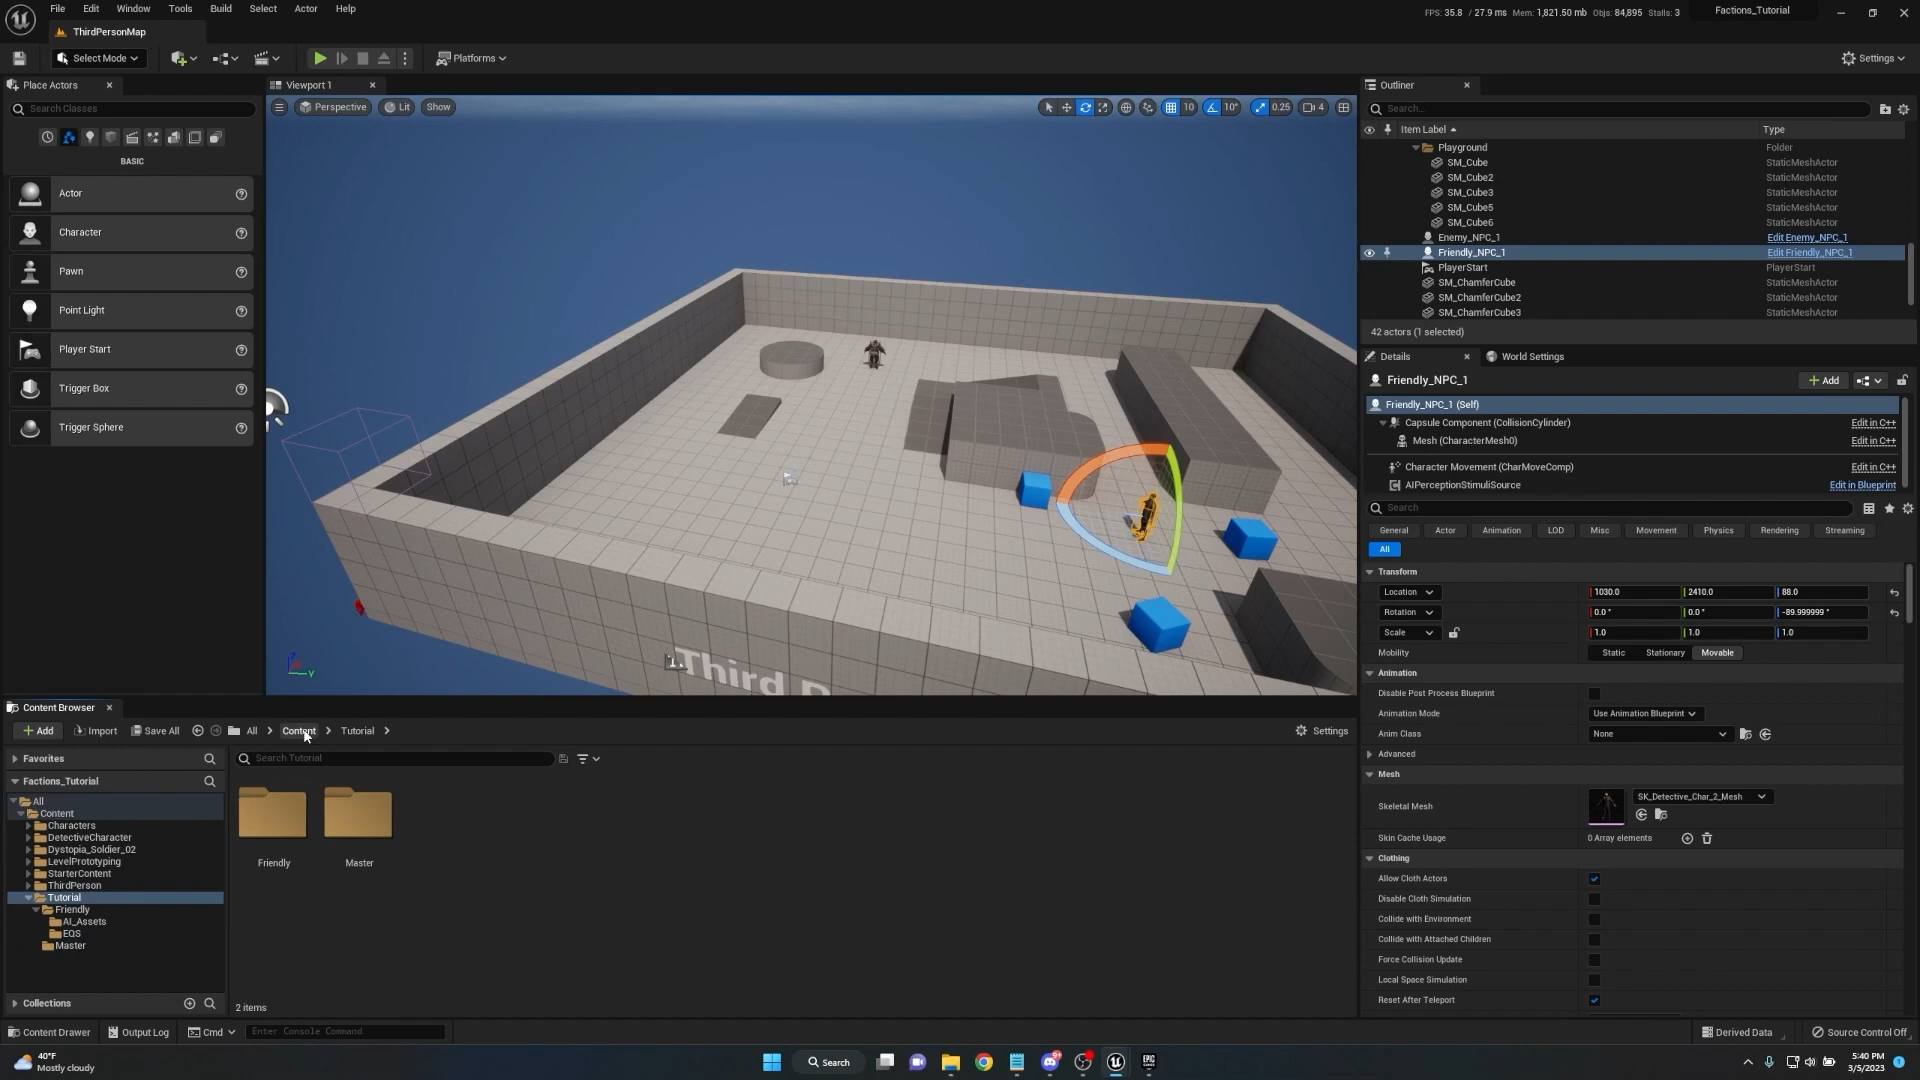 File Edit Window Tools Build Select Actor Help
FPS: 35.8 / 27.9 ms Mem: 1,821.50 mb Objs: 84,895 Stalls: 3
Factions_Tutorial
ThirdPersonMap
Select Mode
Platforms
Settings
Place Actors
Search Classes
BASIC
Actor
Character
Pawn
Point Light
Player Start
Trigger Box
Trigger Sphere
Viewport 1
Perspective Lit Show
10 10° 0.25 4
Third P
Z
Y
Outliner
Search...
Item Label Type
Playground Folder
SM_Cube StaticMeshActor
SM_Cube2 StaticMeshActor
SM_Cube3 StaticMeshActor
SM_Cube5 StaticMeshActor
SM_Cube6 StaticMeshActor
Enemy_NPC_1 Edit Enemy_NPC_1
Friendly_NPC_1 Edit Friendly_NPC_1
PlayerStart PlayerStart
SM_ChamferCube StaticMeshActor
SM_ChamferCube2 StaticMeshActor
SM_ChamferCube3 StaticMeshActor
42 actors (1 selected)
Details World Settings
Friendly_NPC_1 Add
Friendly_NPC_1 (Self)
Capsule Component (CollisionCylinder) Edit in C++
Mesh (CharacterMesh0) Edit in C++
Character Movement (CharMoveComp) Edit in C++
AIPerceptionStimuliSource Edit in Blueprint
Search
General Actor Animation LOD Misc Movement Physics Rendering Streaming
All
Transform
Location 1030.0 2410.0 88.0
Rotation 0.0° 0.0° -89.999999°
Scale 1.0 1.0 1.0
Mobility Static Stationary Movable
Animation
Disable Post Process Blueprint
Animation Mode Use Animation Blueprint
Anim Class None
Advanced
Mesh
Skeletal Mesh SK_Detective_Char_2_Mesh
Skin Cache Usage 0 Array elements
Clothing
Allow Cloth Actors
Disable Cloth Simulation
Collide with Environment
Collide with Attached Children
Force Collision Update
Local Space Simulation
Reset After Teleport
Content Browser
Add Import Save All All Content Tutorial Settings
Favorites
Factions_Tutorial
All
Content
Characters
DetectiveCharacter
Dystopia_Soldier_02
LevelPrototyping
StarterContent
ThirdPerson
Tutorial
Friendly
AI_Assets
EQS
Master
Collections
Search Tutorial
Friendly Master
2 items
Content Drawer Output Log Cmd Enter Console Command
Derived Data Source Control Off
40°F
Mostly cloudy
Search
5:40 PM
3/5/2023